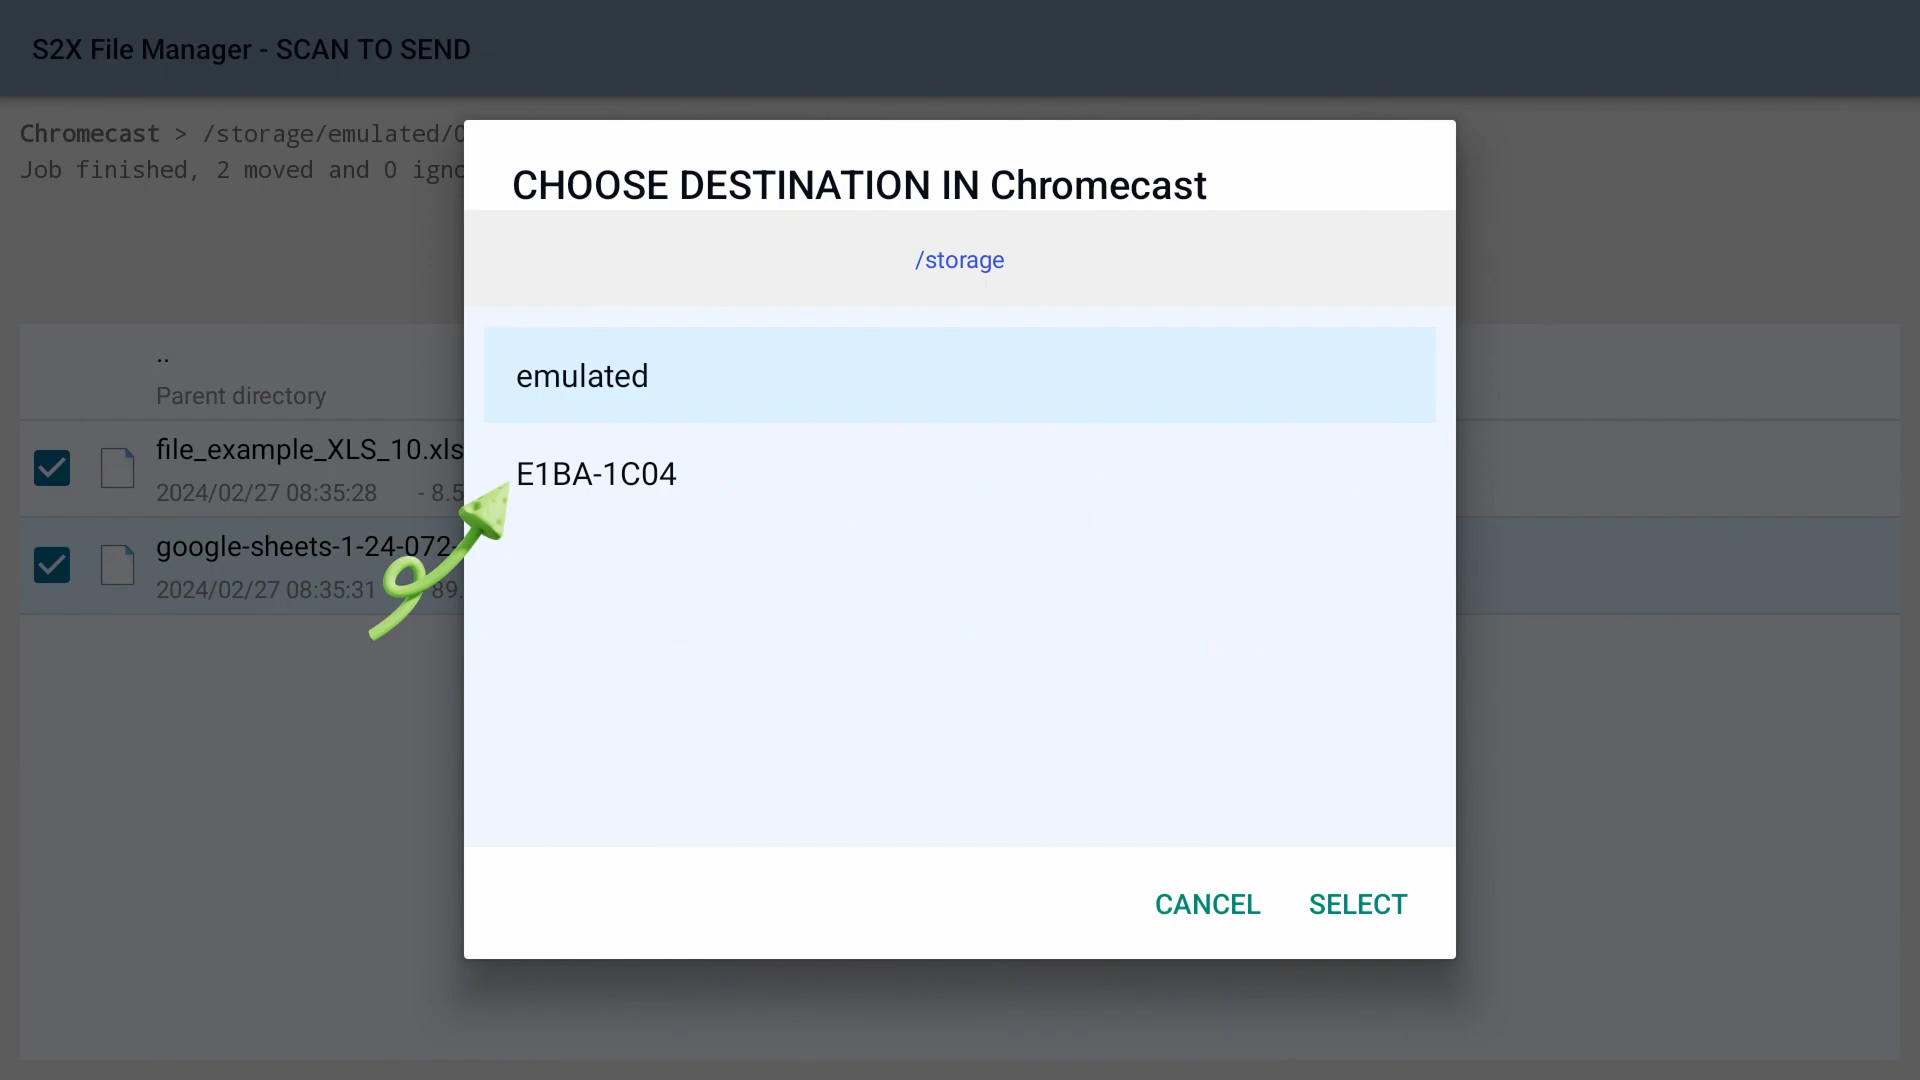 S2X File Manager - SCAN TO SEND
Chromecast > /storage/emulated/0
Job finished, 2 moved and 0 igno
CHOOSE DESTINATION IN Chromecast
/storage
emulated
E1BA-1C04
CANCEL SELECT
..
Parent directory
file_example_XLS_10.xls
2024/02/27 08:35:28 - 8.5
google-sheets-1-24-072-
2024/02/27 08:35:31 89.